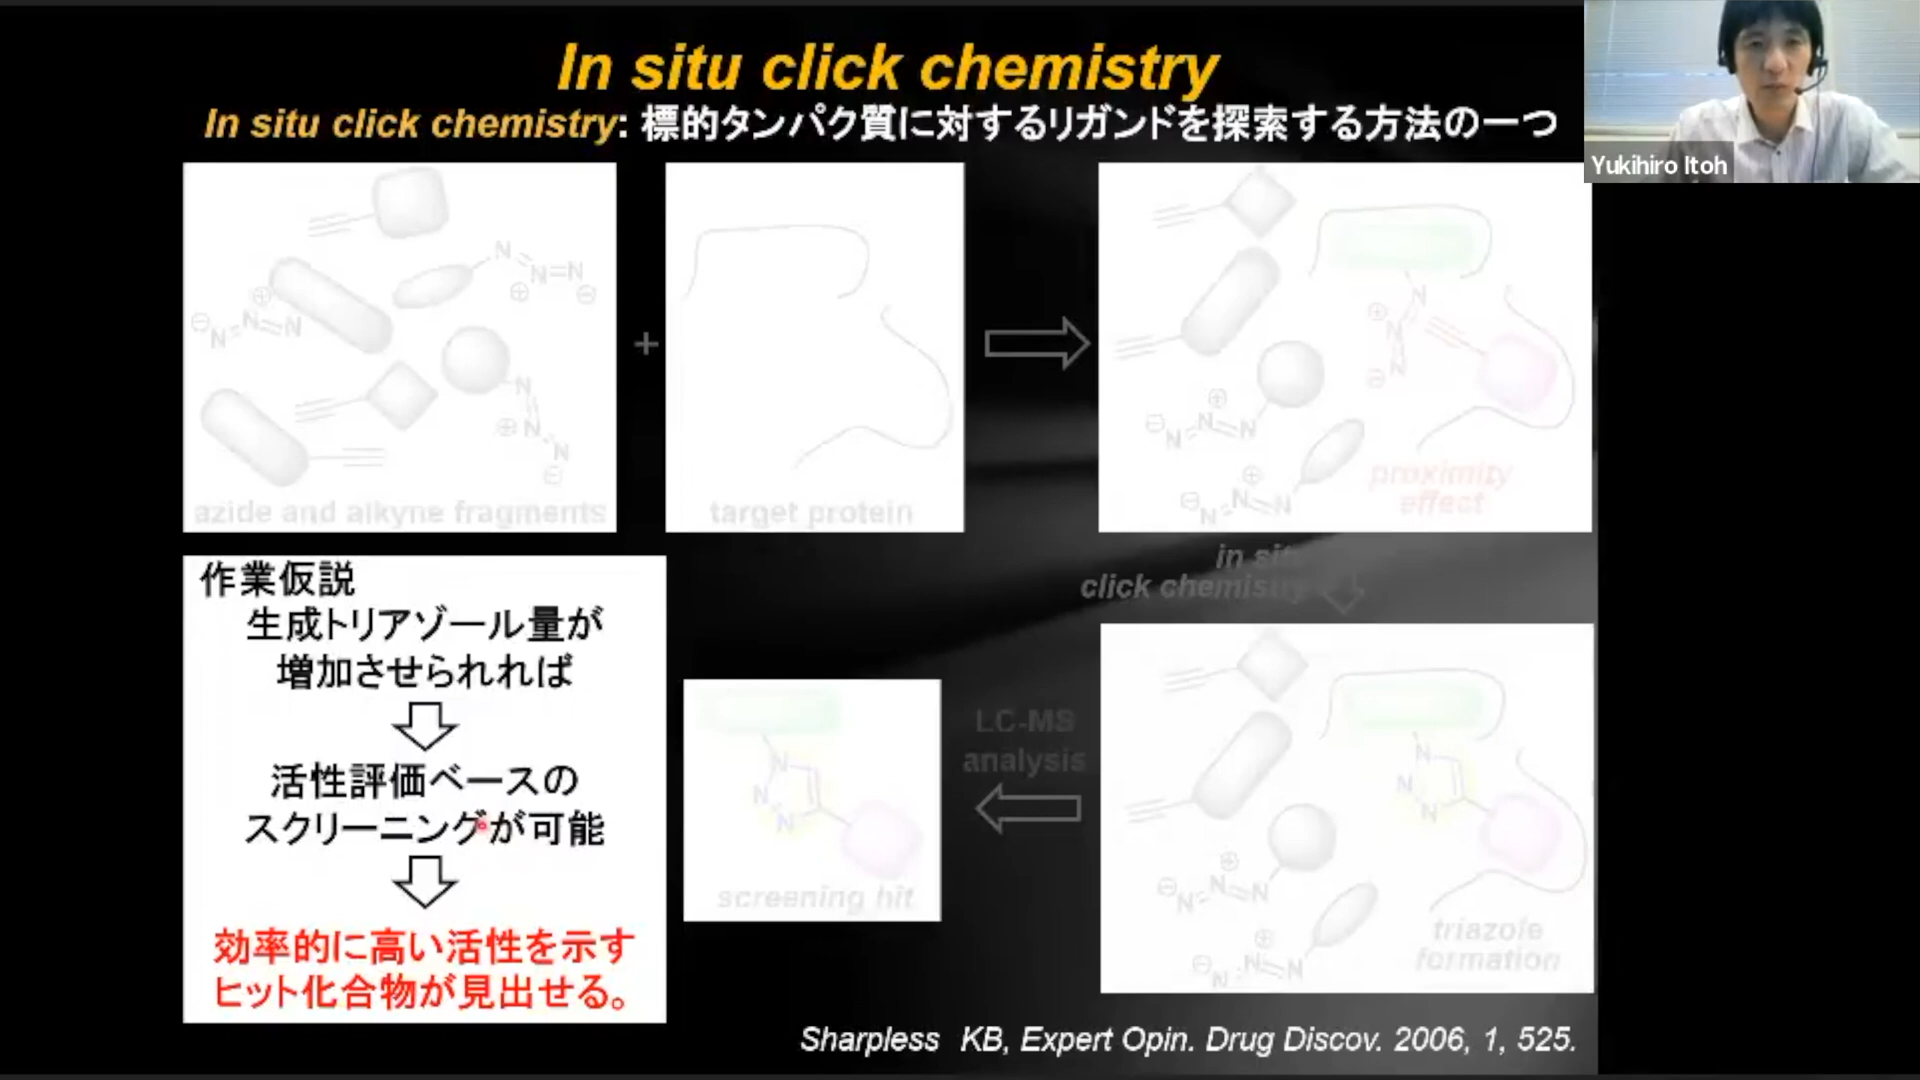 In situ click chemistry
In situ click chemistry: 標的タンパク質に対するリガンドを探索する方法の一つ
Yukihiro Itoh
azide and alkyne fragments
+
target protein
proximity
effect
in situ
click chemistry
作業仮説
生成トリアゾール量が
増加させられれば
活性評価ベースの
スクリーニングが可能
効率的に高い活性を示す
ヒット化合物が見出せる。
screening hit
LC-MS
analysis
triazole
formation
Sharpless KB, Expert Opin. Drug Discov. 2006, 1, 525.